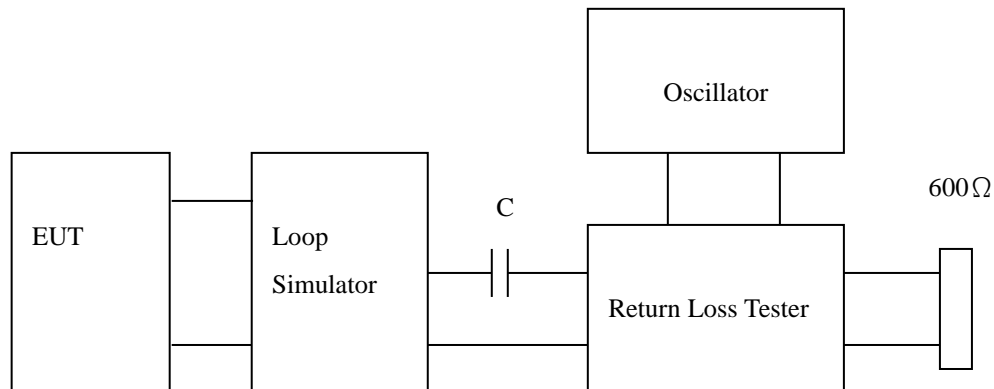 Oscillator
600Ω
C
EUT
Loop
Simulator
Return Loss Tester